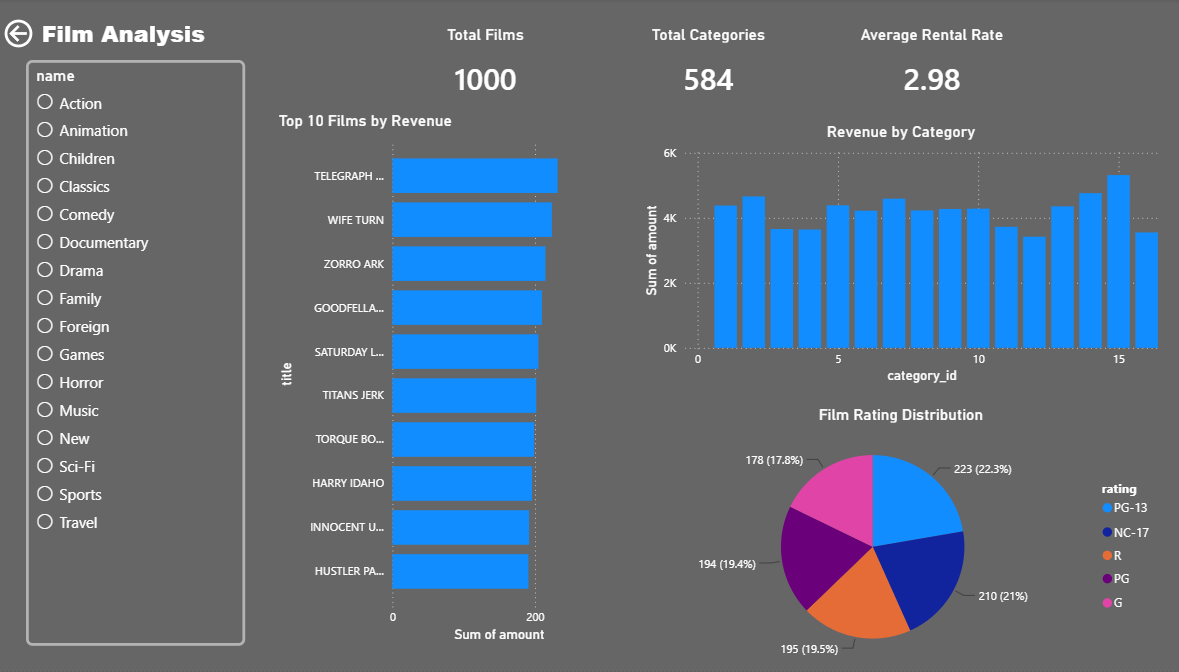 Film Analysis
name
Action
Animation
Children
Classics
Comedy
Documentary
Drama
Family
Foreign
Games
Horror
Music
New
Sci-Fi
Sports
Travel
Total Films
1000
Total Categories
584
Average Rental Rate
2.98
Top 10 Films by Revenue
title
TELEGRAPH ...
WIFE TURN
ZORRO ARK
GOODFELLA...
SATURDAY L...
TITANS JERK
TORQUE BO...
HARRY IDAHO
INNOCENT U...
HUSTLER PA...
0 200
Sum of amount
Revenue by Category
Sum of amount
6K
4K
2K
0K
0 5 10 15
category_id
Film Rating Distribution
178 (17.8%)
223 (22.3%)
194 (19.4%)
210 (21%)
195 (19.5%)
rating
PG-13
NC-17
R
PG
G